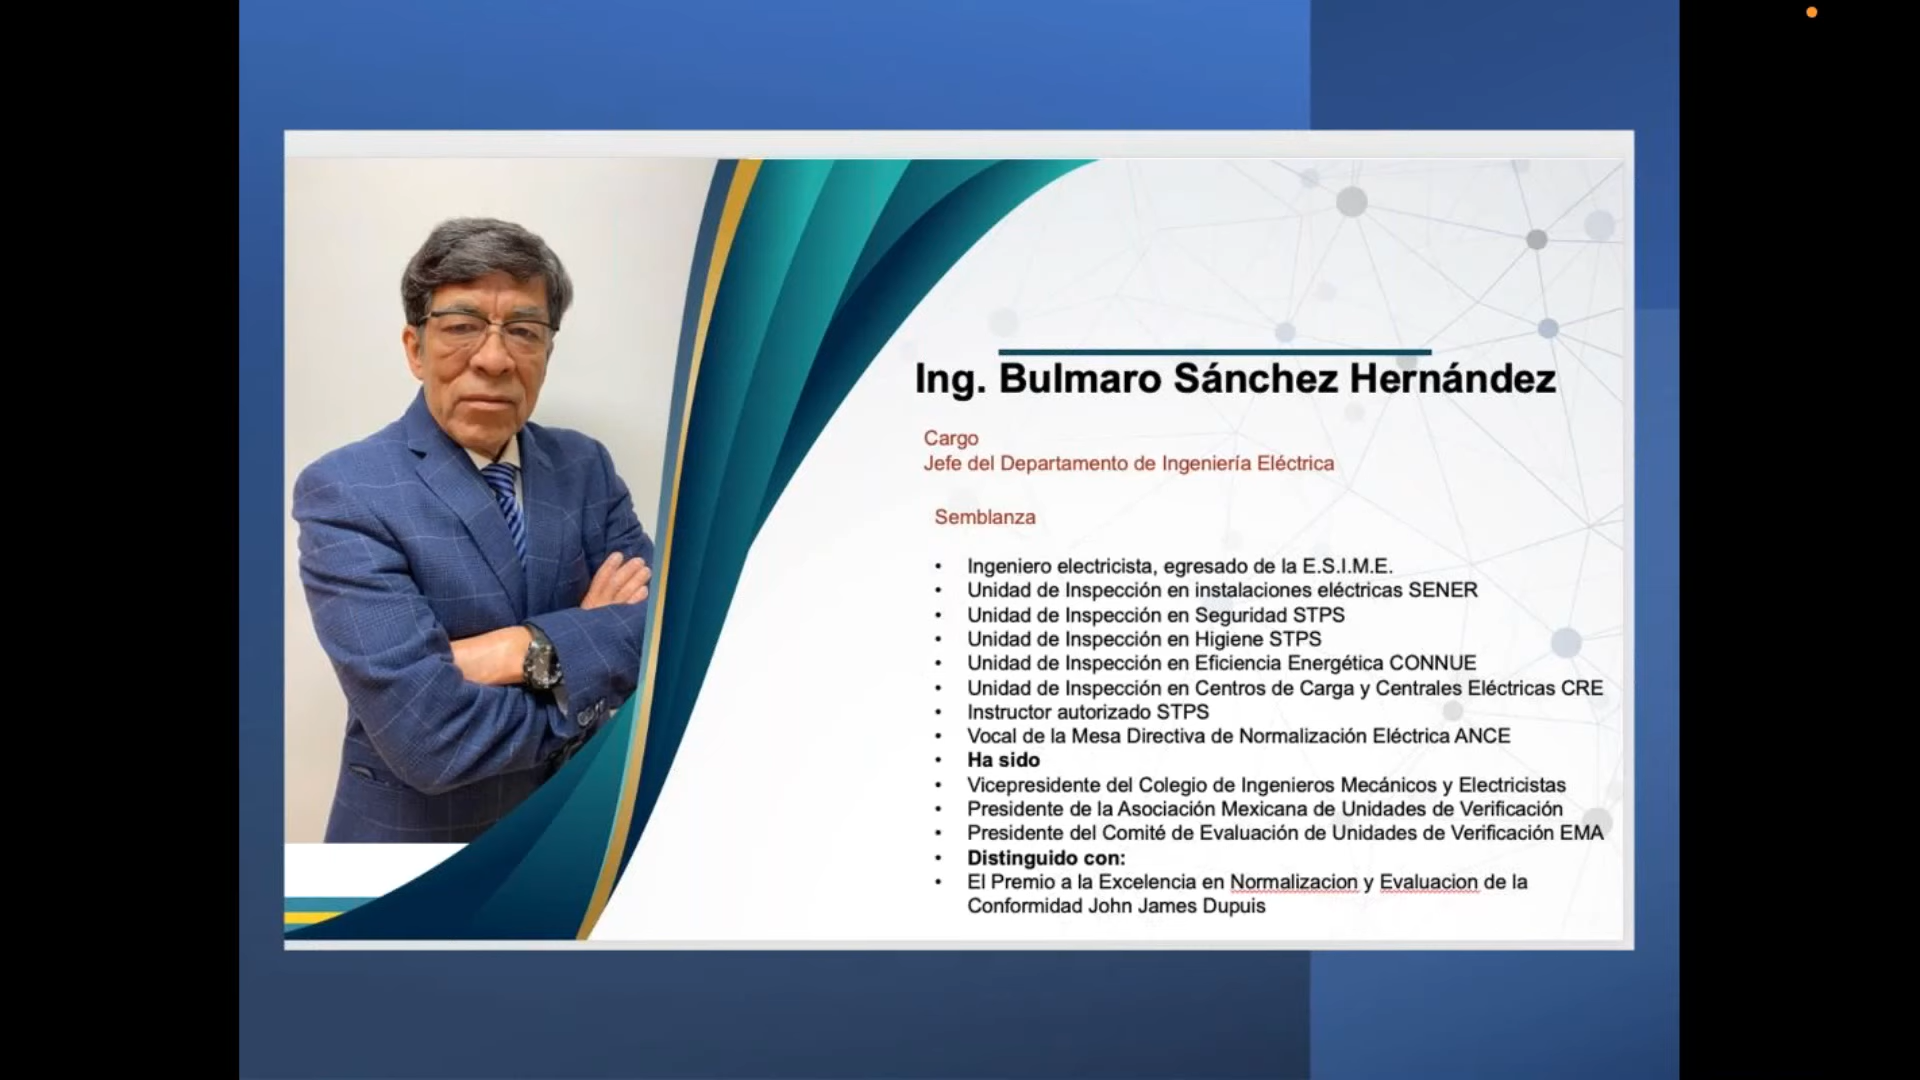 Ing. Bulmaro Sánchez Hernández
Cargo
Jefe del Departamento de Ingeniería Eléctrica
Semblanza
• Ingeniero electricista, egresado de la E.S.I.M.E.
• Unidad de Inspección en instalaciones eléctricas SENER
• Unidad de Inspección en Seguridad STPS
• Unidad de Inspección en Higiene STPS
• Unidad de Inspección en Eficiencia Energética CONNUE
• Unidad de Inspección en Centros de Carga y Centrales Eléctricas CRE
• Instructor autorizado STPS
• Vocal de la Mesa Directiva de Normalización Eléctrica ANCE
• Ha sido
• Vicepresidente del Colegio de Ingenieros Mecánicos y Electricistas
• Presidente de la Asociación Mexicana de Unidades de Verificación
• Presidente del Comité de Evaluación de Unidades de Verificación EMA
• Distinguido con:
• El Premio a la Excelencia en Normalizacion y Evaluacion de la
Conformidad John James Dupuis